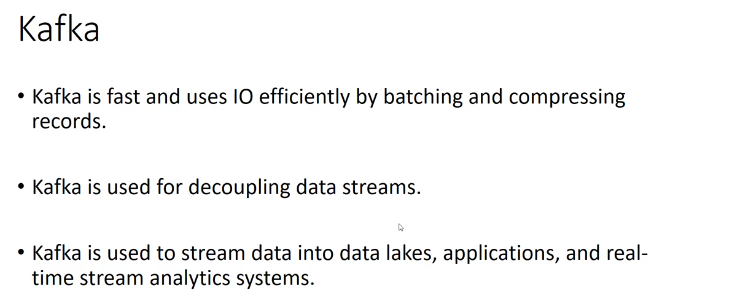 Kafka
• Kafka is fast and uses IO efficiently by batching and compressing
records.
• Kafka is used for decoupling data streams.
• Kafka is used to stream data into data lakes, applications, and real-
time stream analytics systems.